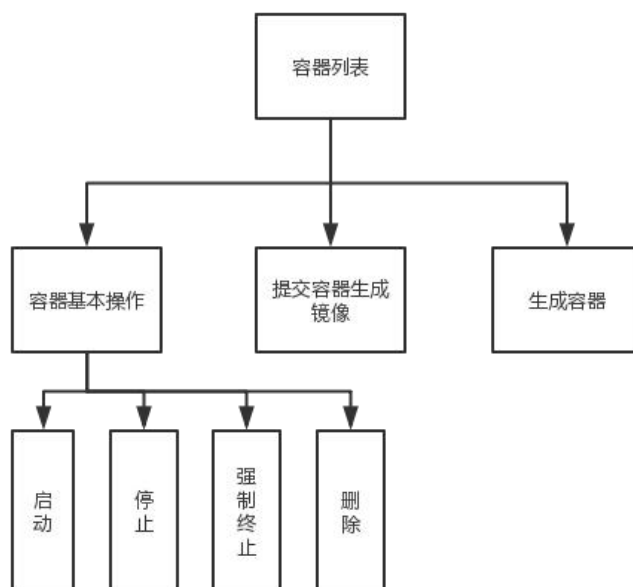 容器列表
容器基本操作
提交容器生成
镜像
生成容器
启动
停止
强制终止
删除